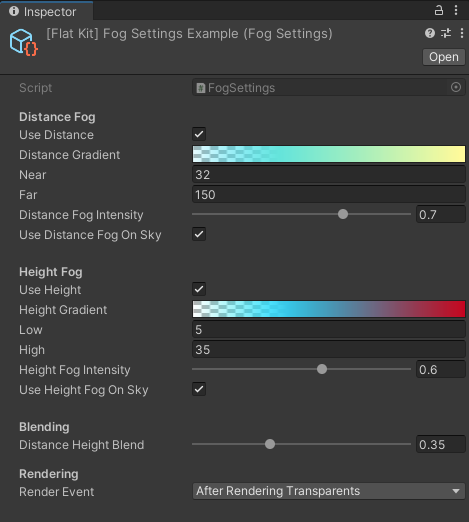 Inspector
[Flat Kit] Fog Settings Example (Fog Settings)
Open
Script FogSettings
Distance Fog
Use Distance
Distance Gradient
Near 32
Far 150
Distance Fog Intensity 0.7
Use Distance Fog On Sky
Height Fog
Use Height
Height Gradient
Low 5
High 35
Height Fog Intensity 0.6
Use Height Fog On Sky
Blending
Distance Height Blend 0.35
Rendering
Render Event After Rendering Transparents